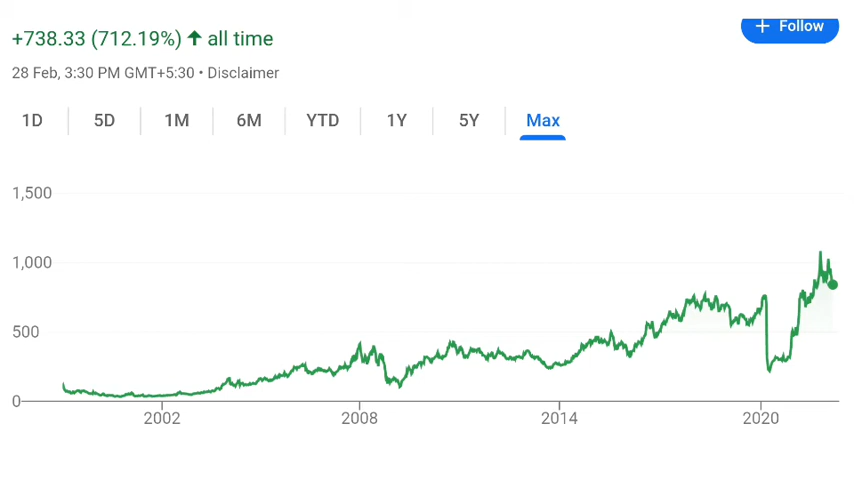 + Follow
+738.33 (712.19%) ↑ all time
28 Feb, 3:30 PM GMT+5:30 • Disclaimer
1D 5D 1M 6M YTD 1Y 5Y Max
1,500
1,000
500
0
2002 2008 2014 2020